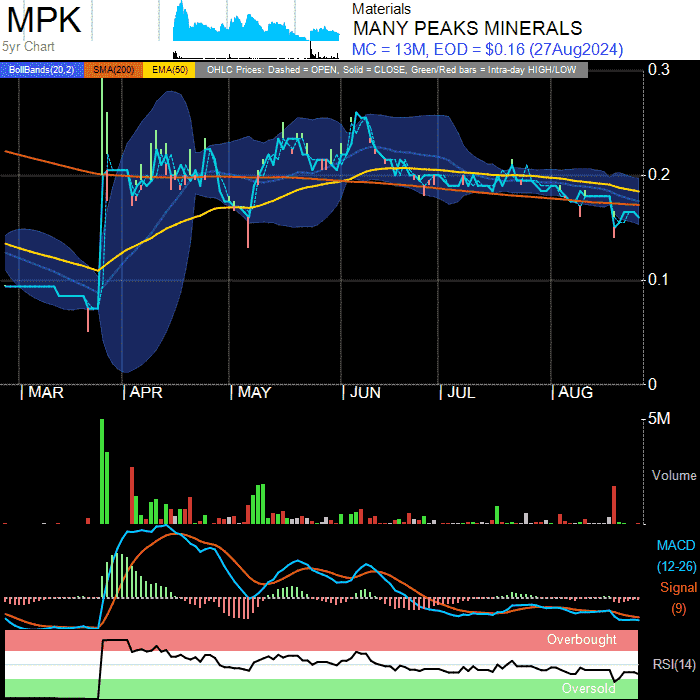 MPK
5yr Chart
Materials
MANY PEAKS MINERALS
MC = 13M, EOD = $0.16 (27Aug2024)
BollBands(20,2) SMA(200) EMA(50) OHLC Prices: Dashed = OPEN, Solid = CLOSE, Green/Red bars = Intra-day HIGH/LOW
0.3
0.2
0.1
0
| MAR | APR | MAY | JUN | JUL | AUG
5M
Volume
MACD
(12-26)
Signal
(9)
Overbought
RSI(14)
Oversold